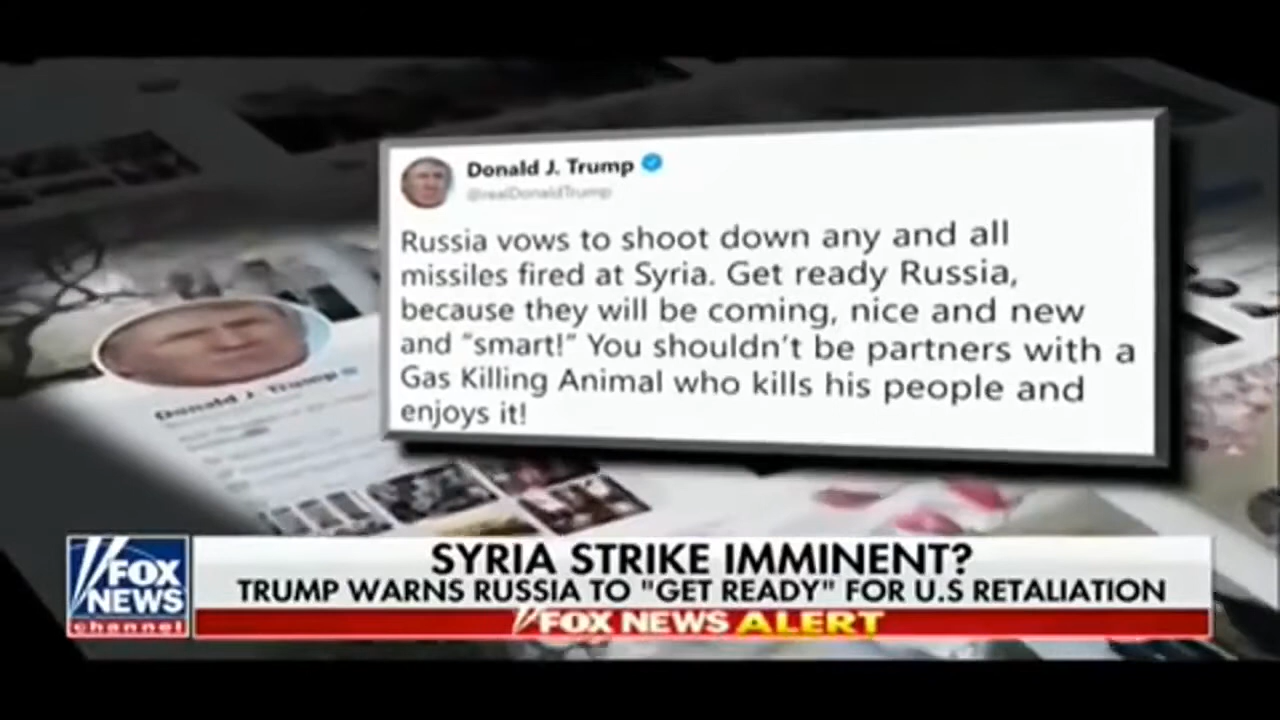 Donald J. Trump
@realDonaldTrump
Russia vows to shoot down any and all
missiles fired at Syria. Get ready Russia,
because they will be coming, nice and new
and “smart!” You shouldn’t be partners with a
Gas Killing Animal who kills his people and
enjoys it!
Donald J. Trump
FOX
NEWS
channel
SYRIA STRIKE IMMINENT?
TRUMP WARNS RUSSIA TO "GET READY" FOR U.S RETALIATION
FOX NEWS ALERT